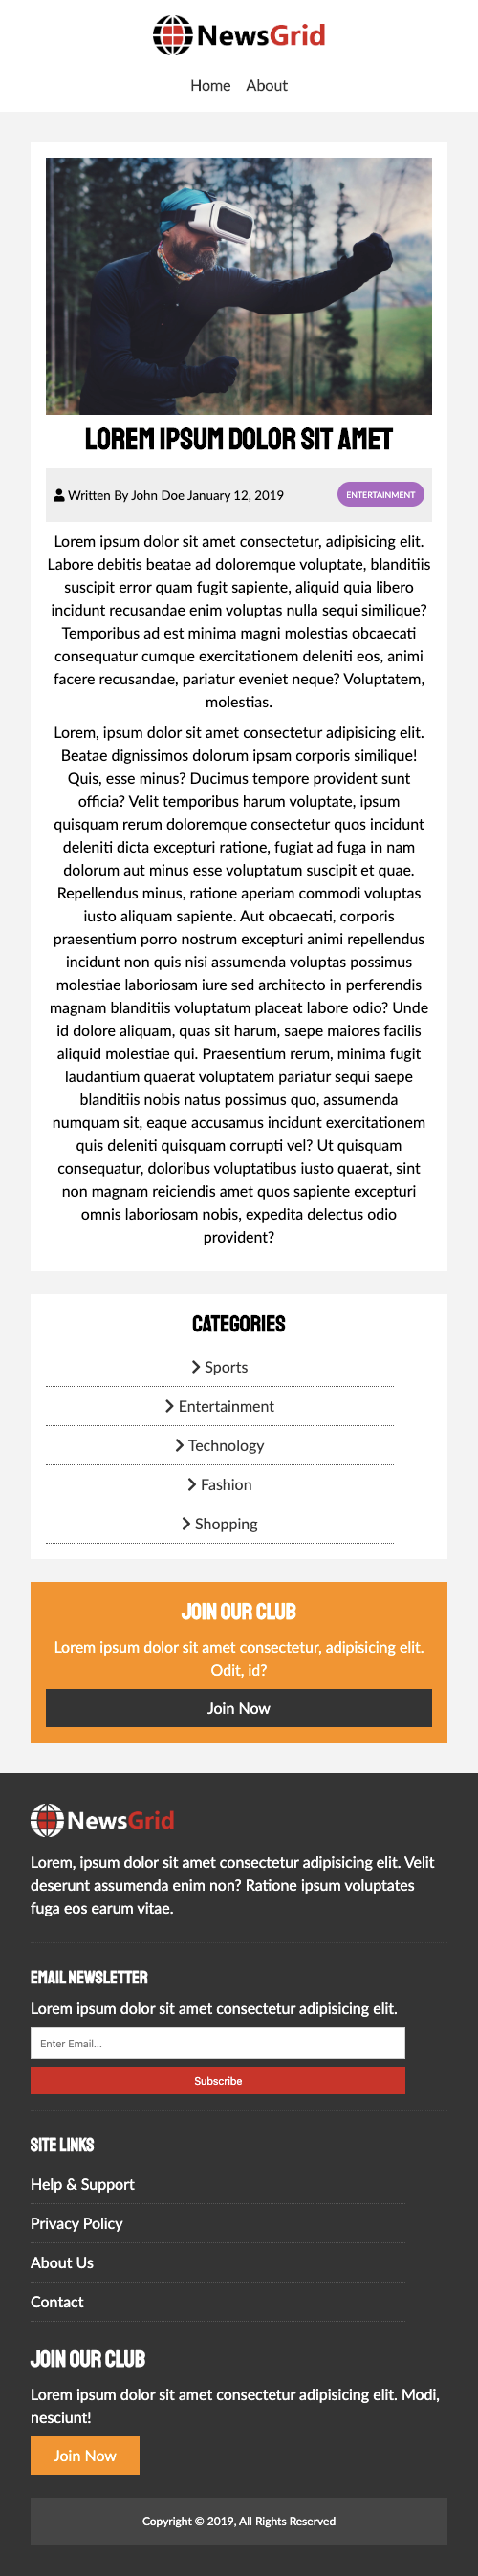 NewsGrid
Home About
LOREM IPSUM DOLOR SIT AMET
Written By John Doe January 12, 2019 ENTERTAINMENT
Lorem ipsum dolor sit amet consectetur, adipisicing elit.
Labore debitis beatae ad doloremque voluptate, blanditiis
suscipit error quam fugit sapiente, aliquid quia libero
incidunt recusandae enim voluptas nulla sequi similique?
Temporibus ad est minima magni molestias obcaecati
consequatur cumque exercitationem deleniti eos, animi
facere recusandae, pariatur eveniet neque? Voluptatem,
molestias.
Lorem, ipsum dolor sit amet consectetur adipisicing elit.
Beatae dignissimos dolorum ipsam corporis similique!
Quis, esse minus? Ducimus tempore provident sunt
officia? Velit temporibus harum voluptate, ipsum
quisquam rerum doloremque consectetur quos incidunt
deleniti dicta excepturi ratione, fugiat ad fuga in nam
dolorum aut minus esse voluptatum suscipit et quae.
Repellendus minus, ratione aperiam commodi voluptas
iusto aliquam sapiente. Aut obcaecati, corporis
praesentium porro nostrum excepturi animi repellendus
incidunt non quis nisi assumenda voluptas possimus
molestiae laboriosam iure sed architecto in perferendis
magnam blanditiis voluptatum placeat labore odio? Unde
id dolore aliquam, quas sit harum, saepe maiores facilis
aliquid molestiae qui. Praesentium rerum, minima fugit
laudantium quaerat voluptatem pariatur sequi saepe
blanditiis nobis natus possimus quo, assumenda
numquam sit, eaque accusamus incidunt exercitationem
quis deleniti quisquam corrupti vel? Ut quisquam
consequatur, doloribus voluptatibus iusto quaerat, sint
non magnam reiciendis amet quos sapiente excepturi
omnis laboriosam nobis, expedita delectus odio
provident?
CATEGORIES
Sports
Entertainment
Technology
Fashion
Shopping
JOIN OUR CLUB
Lorem ipsum dolor sit amet consectetur, adipisicing elit.
Odit, id?
Join Now
NewsGrid
Lorem, ipsum dolor sit amet consectetur adipisicing elit. Velit
deserunt assumenda enim non? Ratione ipsum voluptates
fuga eos earum vitae.
EMAIL NEWSLETTER
Lorem ipsum dolor sit amet consectetur adipisicing elit.
Enter Email...
Subscribe
SITE LINKS
Help & Support
Privacy Policy
About Us
Contact
JOIN OUR CLUB
Lorem ipsum dolor sit amet consectetur adipisicing elit. Modi,
nesciunt!
Join Now
Copyright © 2019, All Rights Reserved